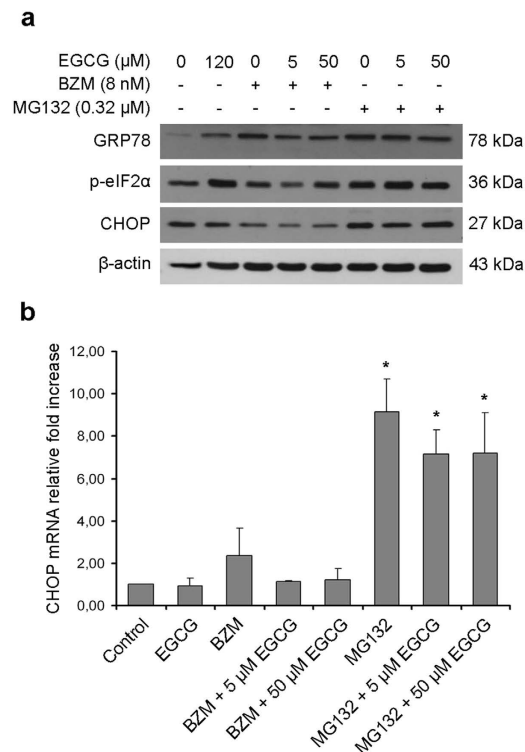 a
EGCG (µM) 0 120 0 5 50 0 5 50
BZM (8 nM) - - + + + - - -
MG132 (0.32 µM) - - - - - + + +
GRP78 78 kDa
p-eIF2α 36 kDa
CHOP 27 kDa
β-actin 43 kDa
b
CHOP mRNA relative fold increase
12,00
10,00
8,00
6,00
4,00
2,00
0,00
* * *
Control
EGCG
BZM
BZM + 5 µM EGCG
BZM + 50 µM EGCG
MG132
MG132 + 5 µM EGCG
MG132 + 50 µM EGCG